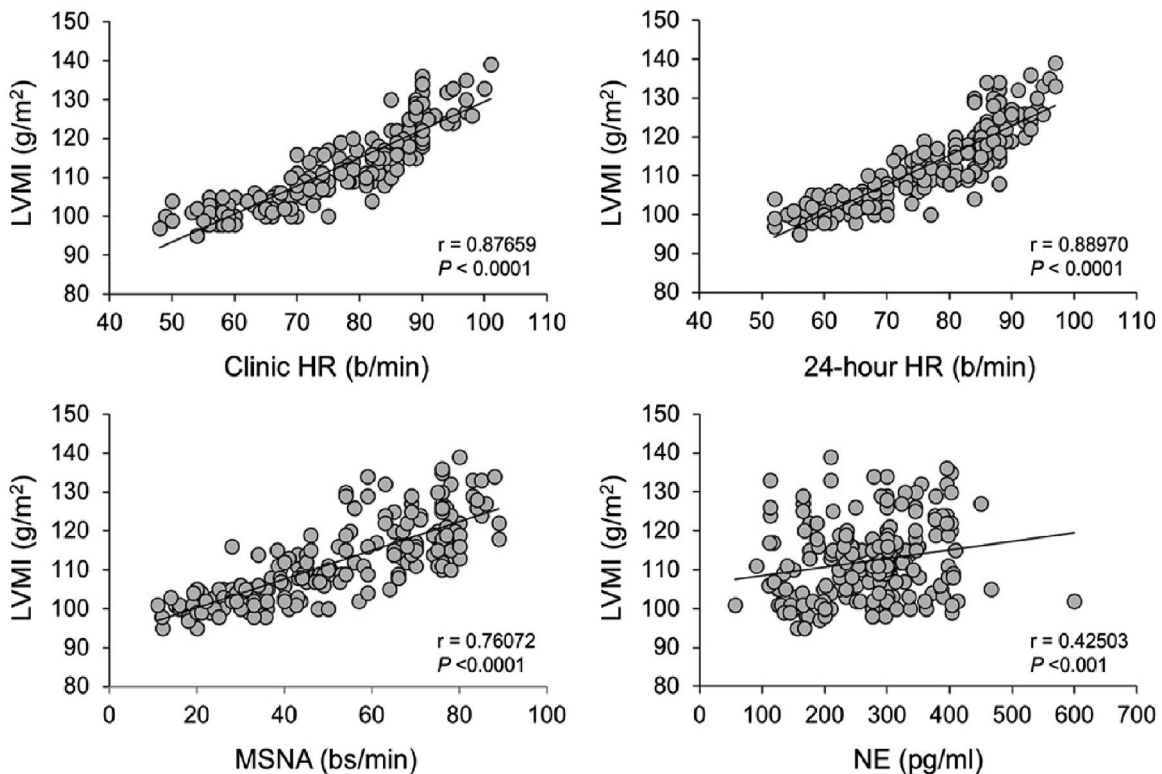 150
140
130
120
110
100
90
80
LVMI (g/m²)
r = 0.87659
P < 0.0001
40 50 60 70 80 90 100 110
Clinic HR (b/min)
150
140
130
120
110
100
90
80
LVMI (g/m²)
r = 0.88970
P < 0.0001
50 60 70 80 90 100 110
40
24-hour HR (b/min)
150
140
130
120
110
100
90
80
LVMI (g/m²)
r = 0.76072
P <0.0001
0 20 40 60 80 100
MSNA (bs/min)
150
140
130
120
110
100
90
80
LVMI (g/m²)
r = 0.42503
P <0.001
0 100 200 300 400 500 600 700
NE (pg/ml)